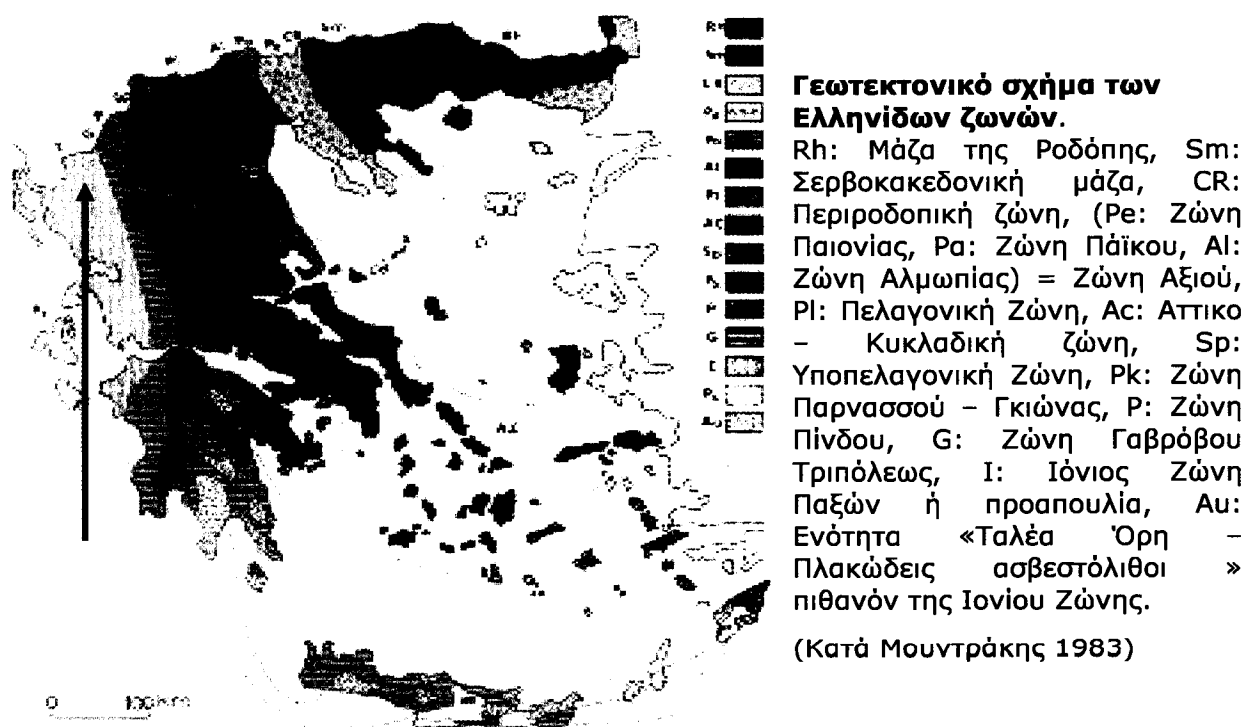 Γεωτεκτονικό σχήμα των
Ελληνίδων ζωνών.
Rh: Μάζα της Ροδόπης, Sm:
Σερβοκακεδονική μάζα, CR:
Περιροδοπική ζώνη, (Pe: Ζώνη
Παιονίας, Pa: Ζώνη Πάϊκου, Al:
Ζώνη Αλμωπίας) = Ζώνη Αξιού,
Pl: Πελαγονική Ζώνη, Ac: Αττικο
– Κυκλαδική ζώνη, Sp:
Υποπελαγονική Ζώνη, Pk: Ζώνη
Παρνασσού – Γκιώνας, P: Ζώνη
Πίνδου, G: Ζώνη Γαβρόβου
Τριπόλεως, I: Ιόνιος Ζώνη
Παξών ή προαπουλία, Au:
Ενότητα «Ταλέα Όρη –
Πλακώδεις ασβεστόλιθοι »
πιθανόν της Ιονίου Ζώνης.
(Κατά Μουντράκης 1983)
0 100km